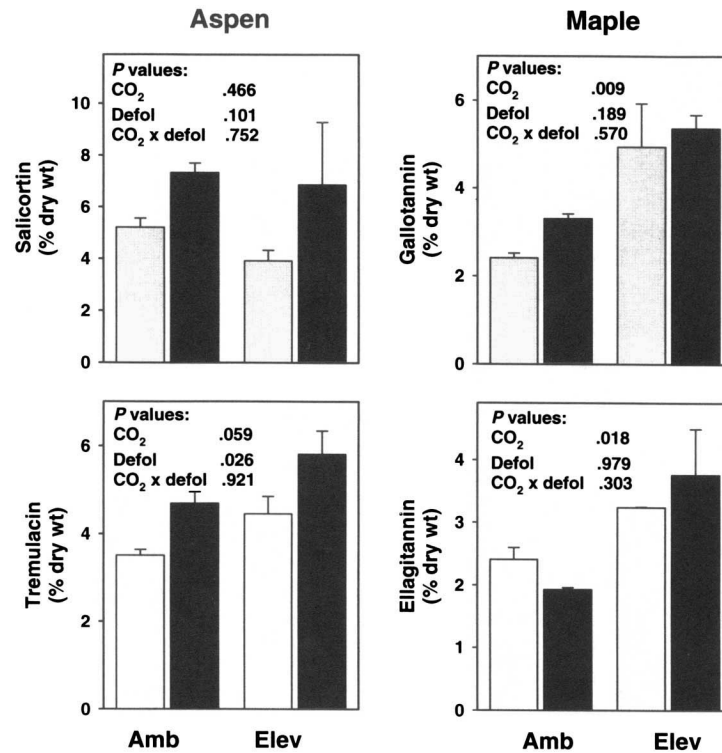 Aspen
Maple
P values:
CO2 .466
Defol .101
CO2 x defol .752
10
8
6
4
2
0
Salicortin
(% dry wt)
P values:
CO2 .009
Defol .189
CO2 x defol .570
6
4
2
0
Gallotannin
(% dry wt)
P values:
CO2 .059
Defol .026
CO2 x defol .921
6
4
2
0
Tremulacin
(% dry wt)
Amb Elev
P values:
CO2 .018
Defol .979
CO2 x defol .303
4
3
2
1
0
Ellagitannin
(% dry wt)
Amb Elev